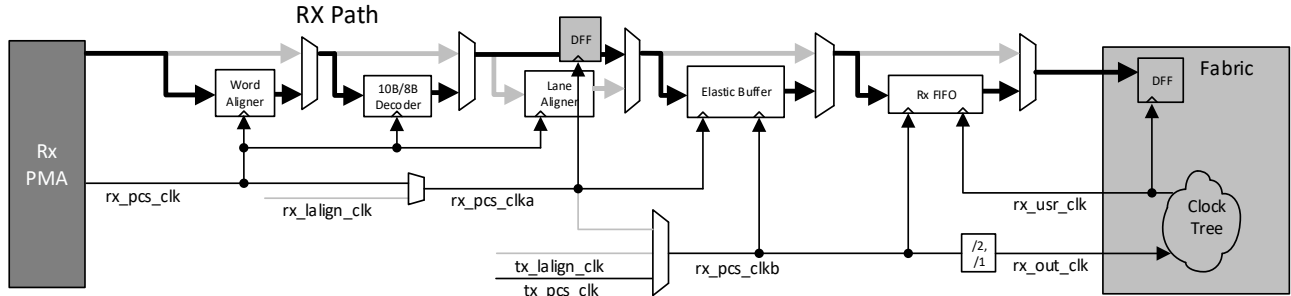 RX Path
Rx
PMA
Word
Aligner
10B/8B
Decoder
DFF
Lane
Aligner
Elastic Buffer
Rx FIFO
DFF
Fabric
rx_pcs_clk
rx_lalign_clk
rx_pcs_clka
tx_lalign_clk
tx_pcs_clk
rx_pcs_clkb
/2,
/1
rx_usr_clk
rx_out_clk
Clock
Tree